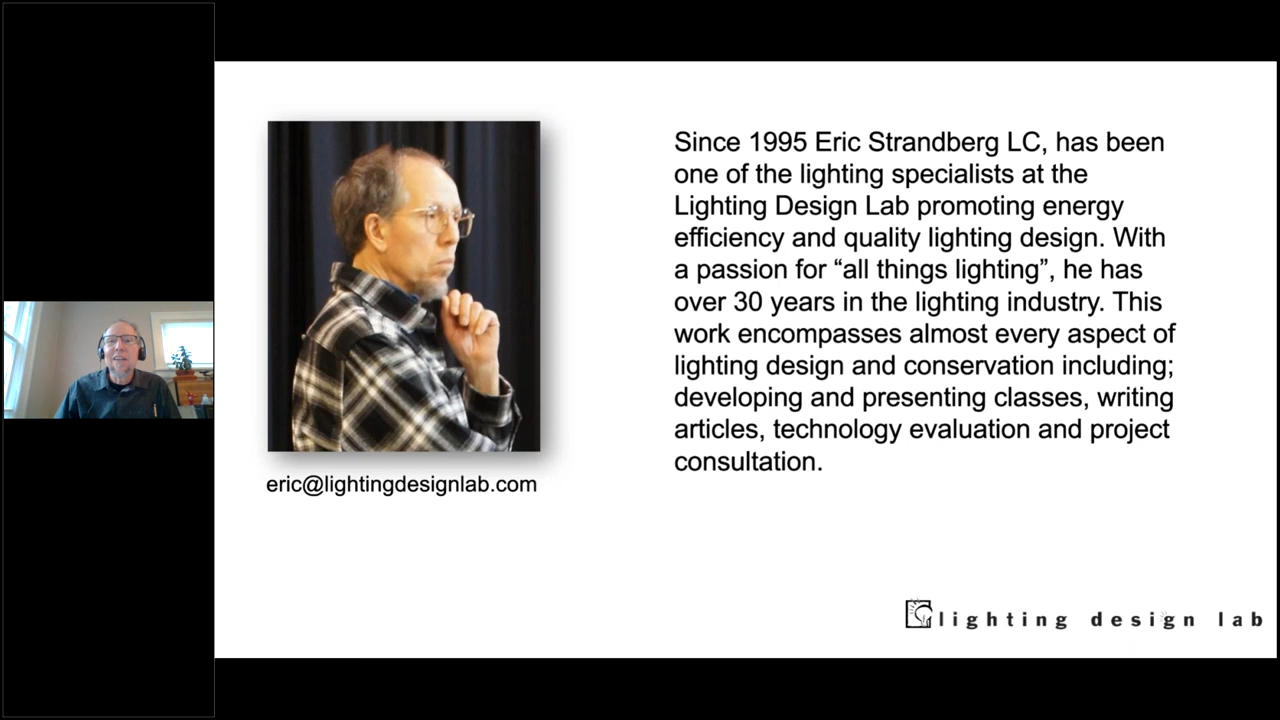 Since 1995 Eric Strandberg LC, has been
one of the lighting specialists at the
Lighting Design Lab promoting energy
efficiency and quality lighting design. With
a passion for “all things lighting”, he has
over 30 years in the lighting industry. This
work encompasses almost every aspect of
lighting design and conservation including;
developing and presenting classes, writing
articles, technology evaluation and project
consultation.
eric@lightingdesignlab.com
lighting design lab